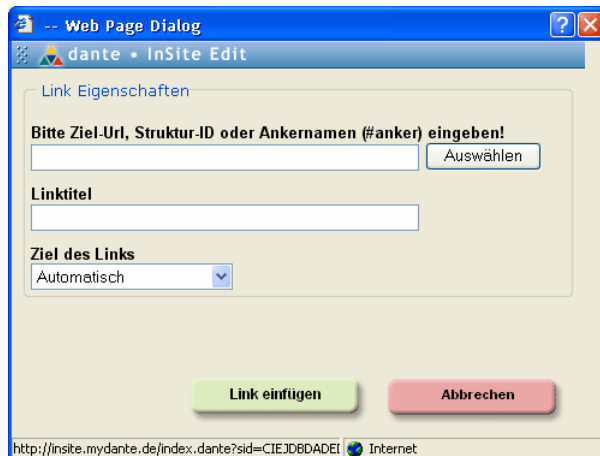 -- Web Page Dialog
dante • InSite Edit
Link Eigenschaften
Bitte Ziel-Url, Struktur-ID oder Ankernamen (#anker) eingeben!
Auswählen
Linktitel
Ziel des Links
Automatisch
Link einfügen
Abbrechen
http://insite.mydante.de/index.dante?sid=CIEJDBDADEI Internet